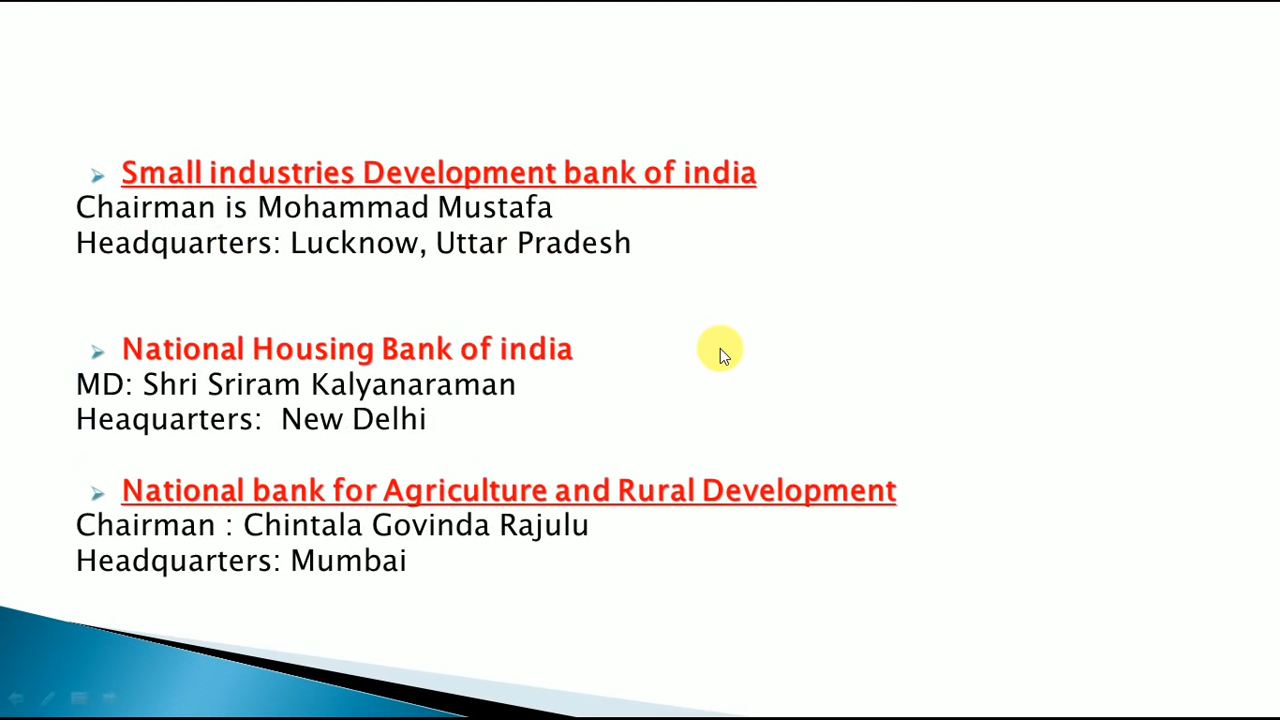 Small industries Development bank of india
Chairman is Mohammad Mustafa
Headquarters: Lucknow, Uttar Pradesh
National Housing Bank of india
MD: Shri Sriram Kalyanaraman
Heaquarters:  New Delhi
National bank for Agriculture and Rural Development
Chairman : Chintala Govinda Rajulu
Headquarters: Mumbai